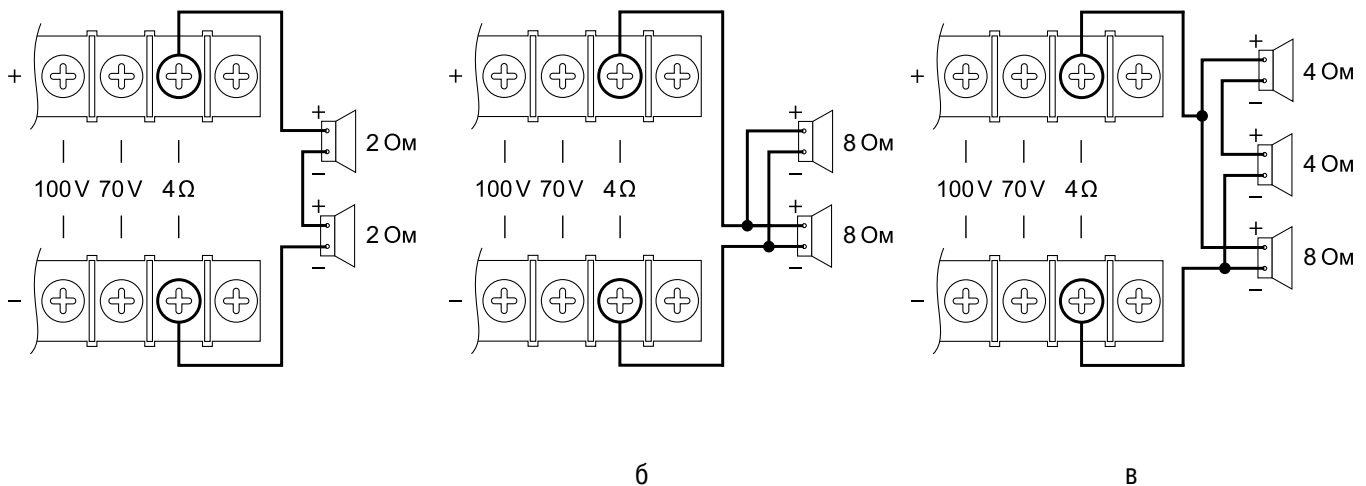 + + +
+ 2 Ом
−
100 V 70 V 4 Ω
+ 2 Ом
−
−
+ 8 Ом
−
100 V 70 V 4 Ω
+ 8 Ом
−
−
+ 4 Ом
−
+ 4 Ом
−
100 V 70 V 4 Ω
+ 8 Ом
−
−
б в